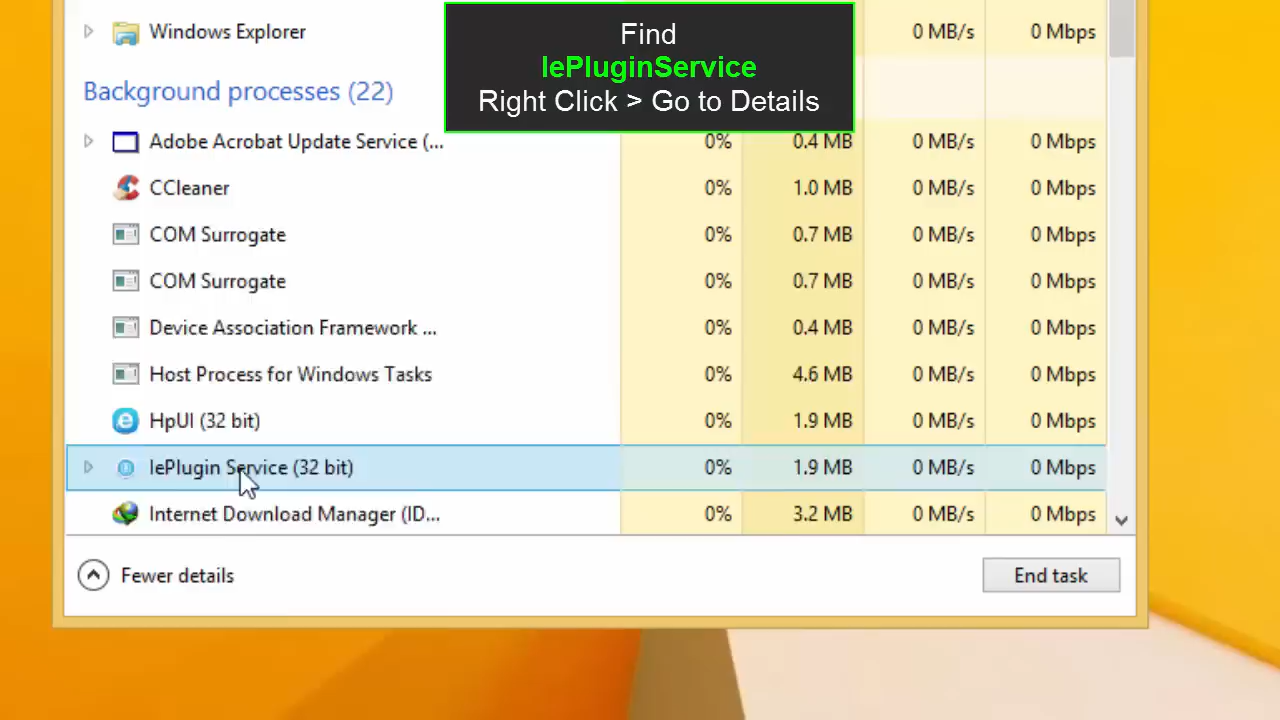 Find
IePluginService
Right Click > Go to Details
Windows Explorer 0 MB/s 0 Mbps
Background processes (22)
Adobe Acrobat Update Service (... 0% 0.4 MB 0 MB/s 0 Mbps
CCleaner 0% 1.0 MB 0 MB/s 0 Mbps
COM Surrogate 0% 0.7 MB 0 MB/s 0 Mbps
COM Surrogate 0% 0.7 MB 0 MB/s 0 Mbps
Device Association Framework ... 0% 0.4 MB 0 MB/s 0 Mbps
Host Process for Windows Tasks 0% 4.6 MB 0 MB/s 0 Mbps
HpUI (32 bit) 0% 1.9 MB 0 MB/s 0 Mbps
IePlugin Service (32 bit) 0% 1.9 MB 0 MB/s 0 Mbps
Internet Download Manager (ID... 0% 3.2 MB 0 MB/s 0 Mbps
Fewer details
End task